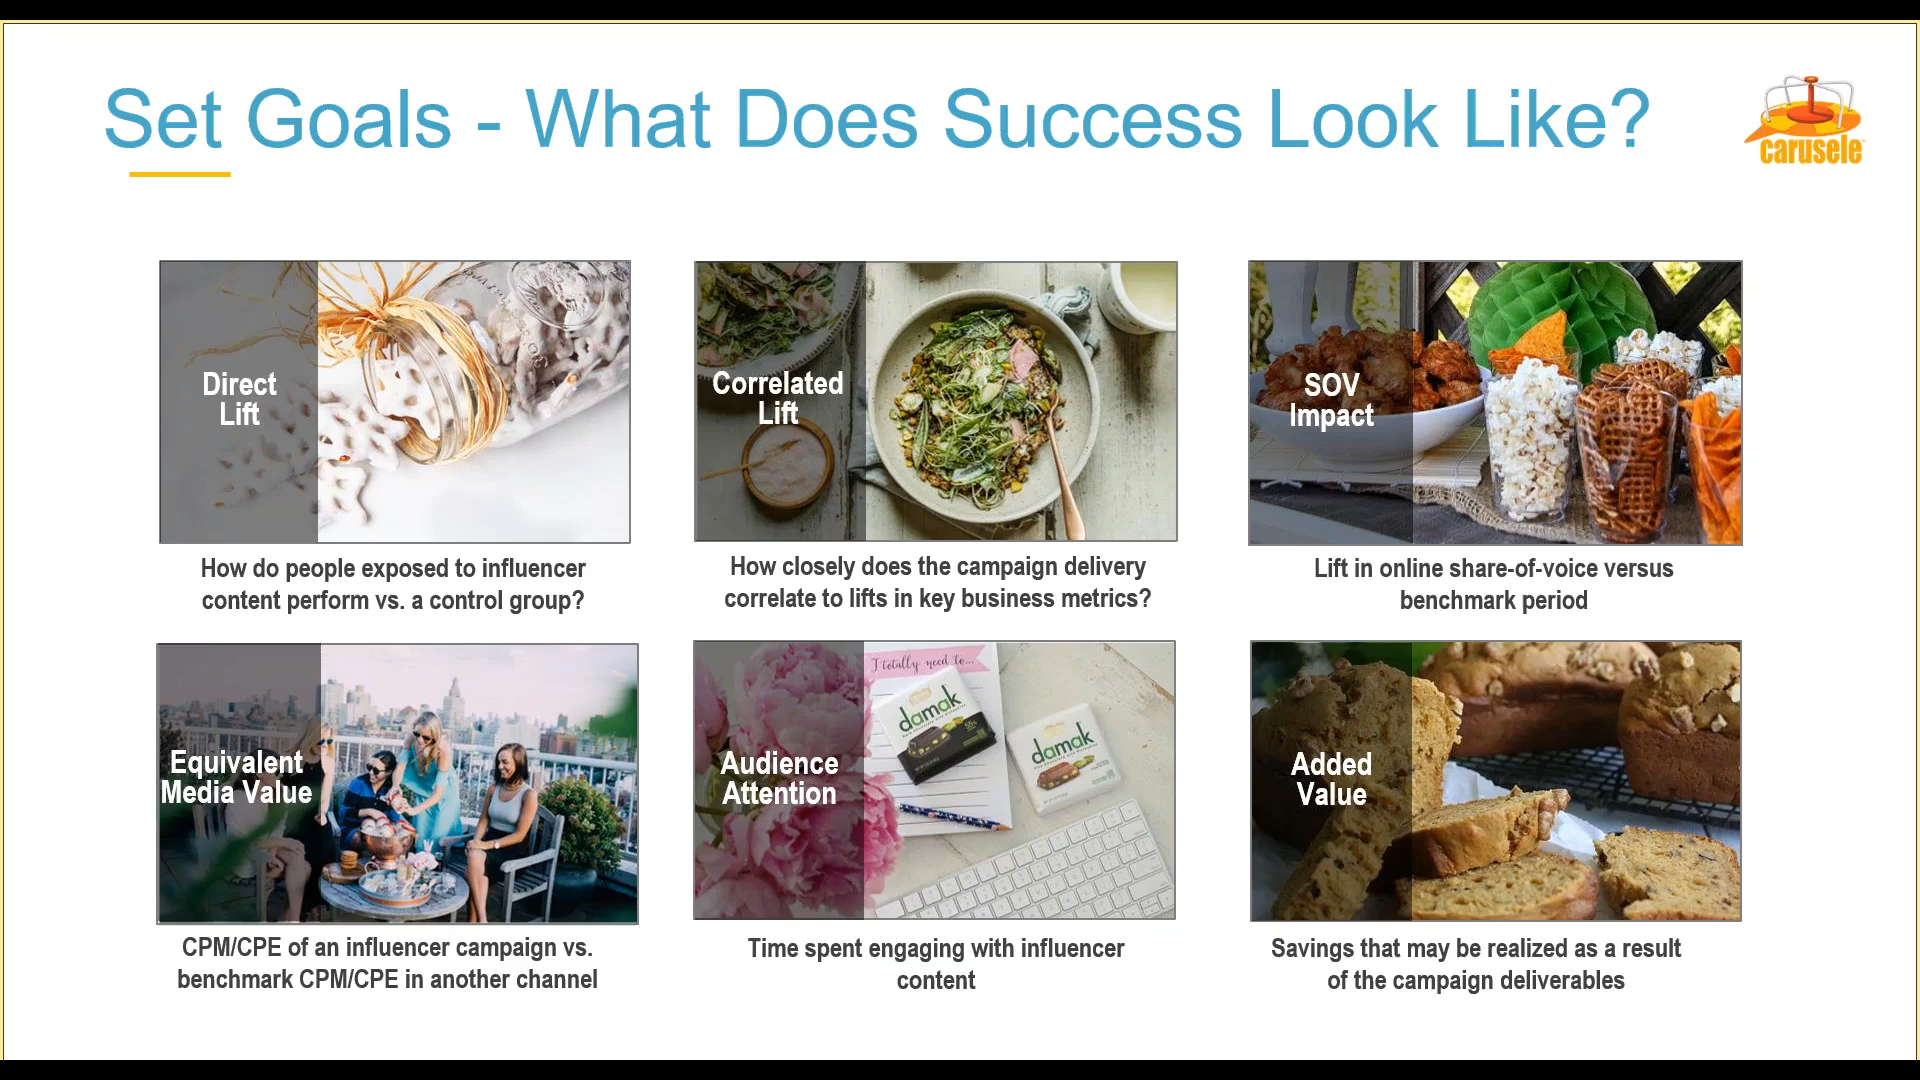 Set Goals - What Does Success Look Like?
carusele
Direct
Lift
How do people exposed to influencer
content perform vs. a control group?
Correlated
Lift
How closely does the campaign delivery
correlate to lifts in key business metrics?
SOV
Impact
Lift in online share-of-voice versus
benchmark period
Equivalent
Media Value
CPM/CPE of an influencer campaign vs.
benchmark CPM/CPE in another channel
I totally need to...
damak
damak
Audience
Attention
Time spent engaging with influencer
content
Added
Value
Savings that may be realized as a result
of the campaign deliverables